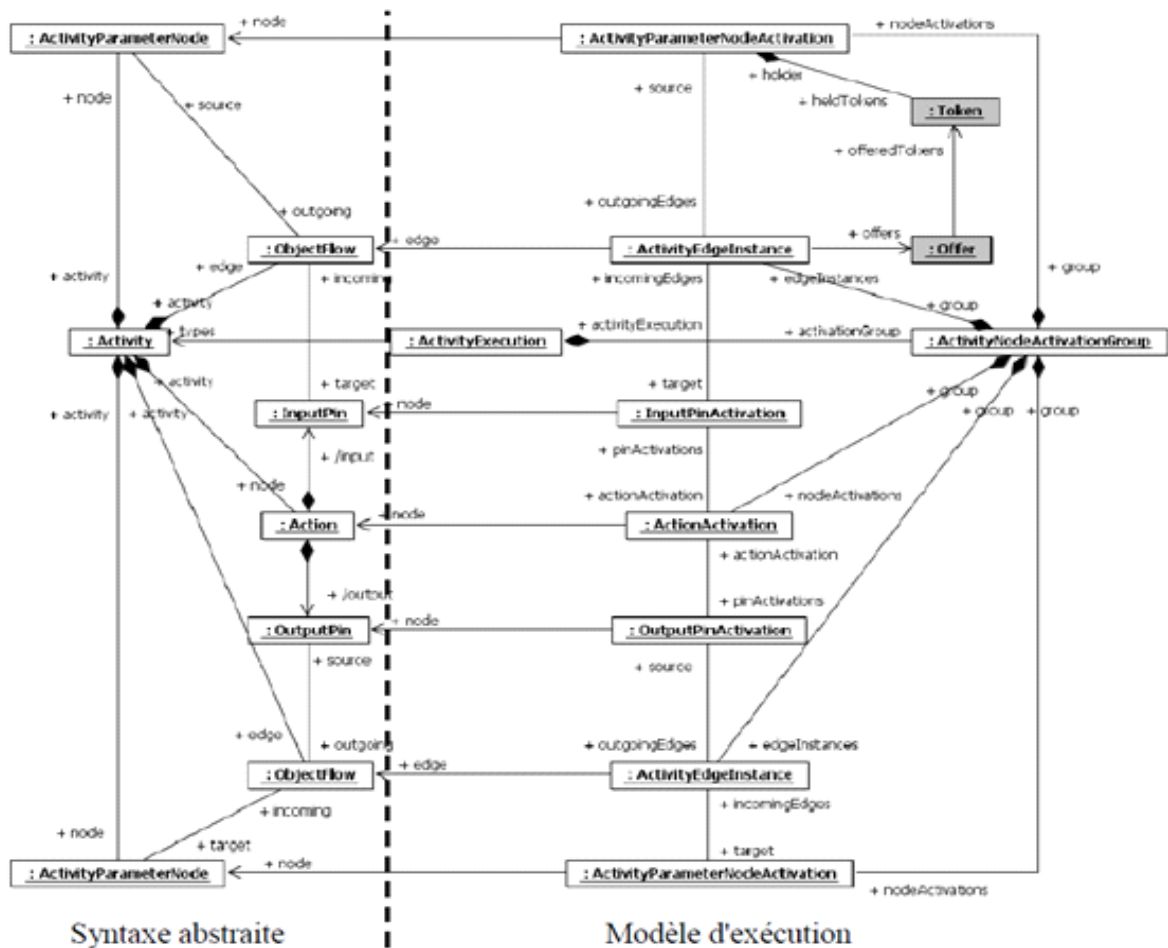 + node
+ nodeActivations
: ActivityParameterNode
: ActivityParameterNodeActivation
+ holder
+ node
+ source
+ source
+ heldTokens
: Token
+ offeredTokens
+ outgoing
+ outgoingEdges
+ edge
+ offers
: ObjectFlow
: ActivityEdgeInstance
: Offer
+ activity
+ edge
+ incoming
+ incomingEdges
+ edgeInstances
+ group
+ activity
+ group
+ types
+ activityExecution
activationGroup
: Activity
: ActivityExecution
: ActivityNodeActivationGroup
+ activity
+ target
+ target
+ group
+ activity
+ activity
node
+ group
+ group
: InputPin
: InputPinActivation
+ /input
+ pinActivations
+ node
+ actionActivation
+ nodeActivations
+ node
: Action
: ActionActivation
+ actionActivation
+ /output
+ pinActivations
+ node
: OutputPin
: OutputPinActivation
+ source
+ source
+ edge
+ outgoing
+ outgoingEdges
+ edgeInstances
+ edge
: ObjectFlow
: ActivityEdgeInstance
+ incoming
+ incomingEdges
+ node
+ target
+ node
+ target
: ActivityParameterNode
: ActivityParameterNodeActivation
+ nodeActivations
Syntaxe abstraite
Modèle d'exécution